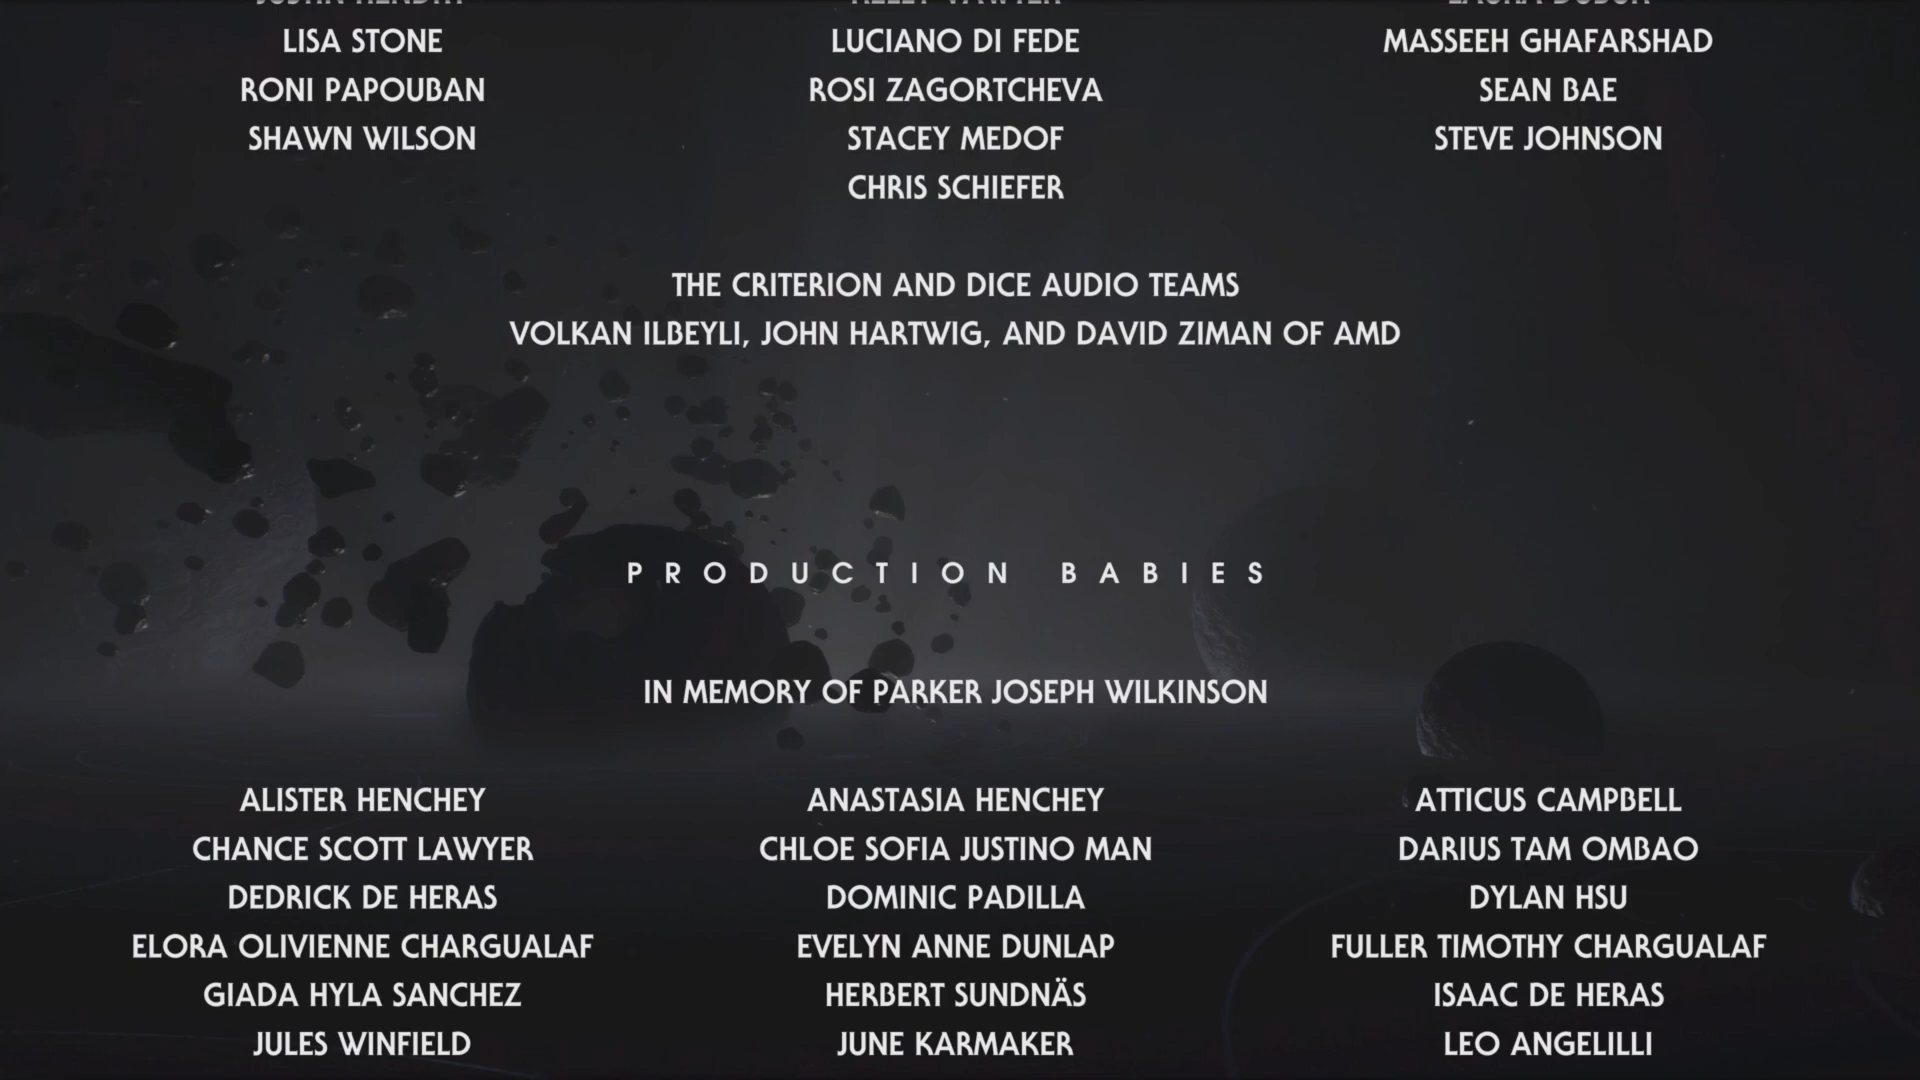 LISA STONE LUCIANO DI FEDE MASSEEH GHAFARSHAD
RONI PAPOUBAN ROSI ZAGORTCHEVA SEAN BAE
SHAWN WILSON STACEY MEDOF STEVE JOHNSON
CHRIS SCHIEFER
THE CRITERION AND DICE AUDIO TEAMS
VOLKAN ILBEYLI, JOHN HARTWIG, AND DAVID ZIMAN OF AMD
PRODUCTION BABIES
IN MEMORY OF PARKER JOSEPH WILKINSON
ALISTER HENCHEY ANASTASIA HENCHEY ATTICUS CAMPBELL
CHANCE SCOTT LAWYER CHLOE SOFIA JUSTINO MAN DARIUS TAM OMBAO
DEDRICK DE HERAS DOMINIC PADILLA DYLAN HSU
ELORA OLIVIENNE CHARGUALAF EVELYN ANNE DUNLAP FULLER TIMOTHY CHARGUALAF
GIADA HYLA SANCHEZ HERBERT SUNDNÄS ISAAC DE HERAS
JULES WINFIELD JUNE KARMAKER LEO ANGELILLI